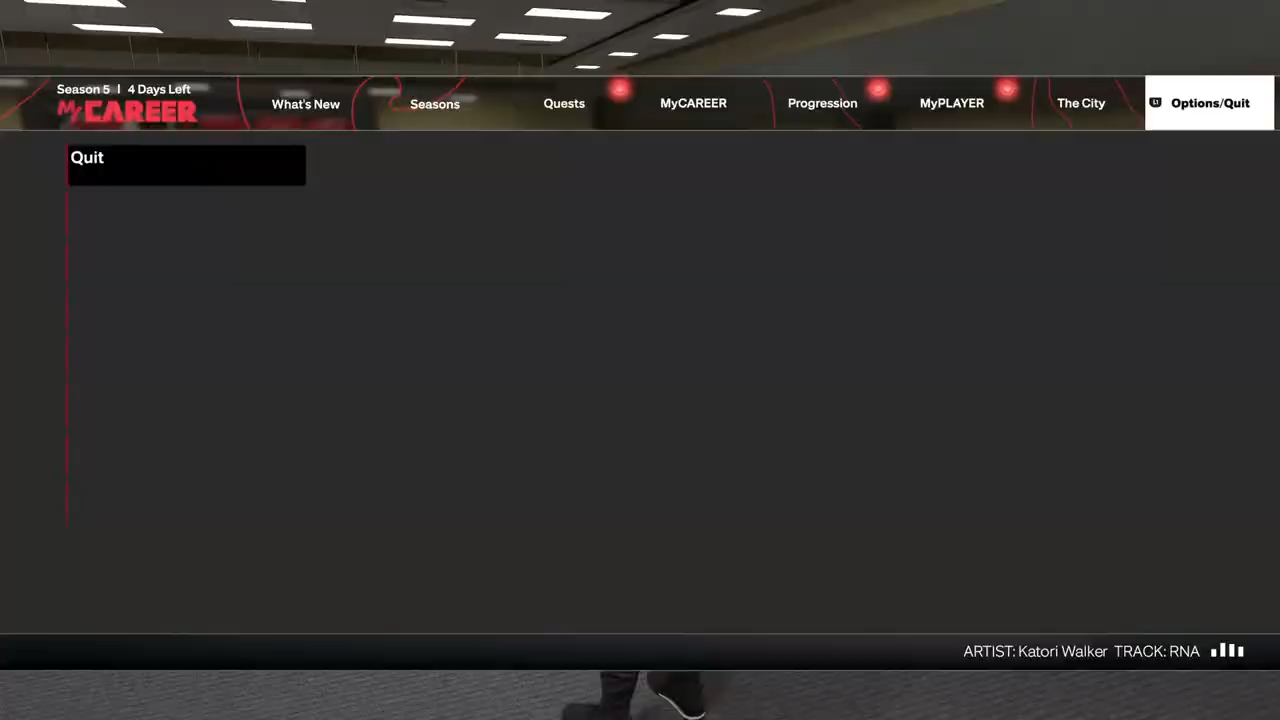 Season 5 | 4 Days Left
MyCAREER
What's New
Seasons
Quests
MyCAREER
Progression
MyPLAYER
The City
L1
Options/Quit
Quit
ARTIST: Katori Walker TRACK: RNA